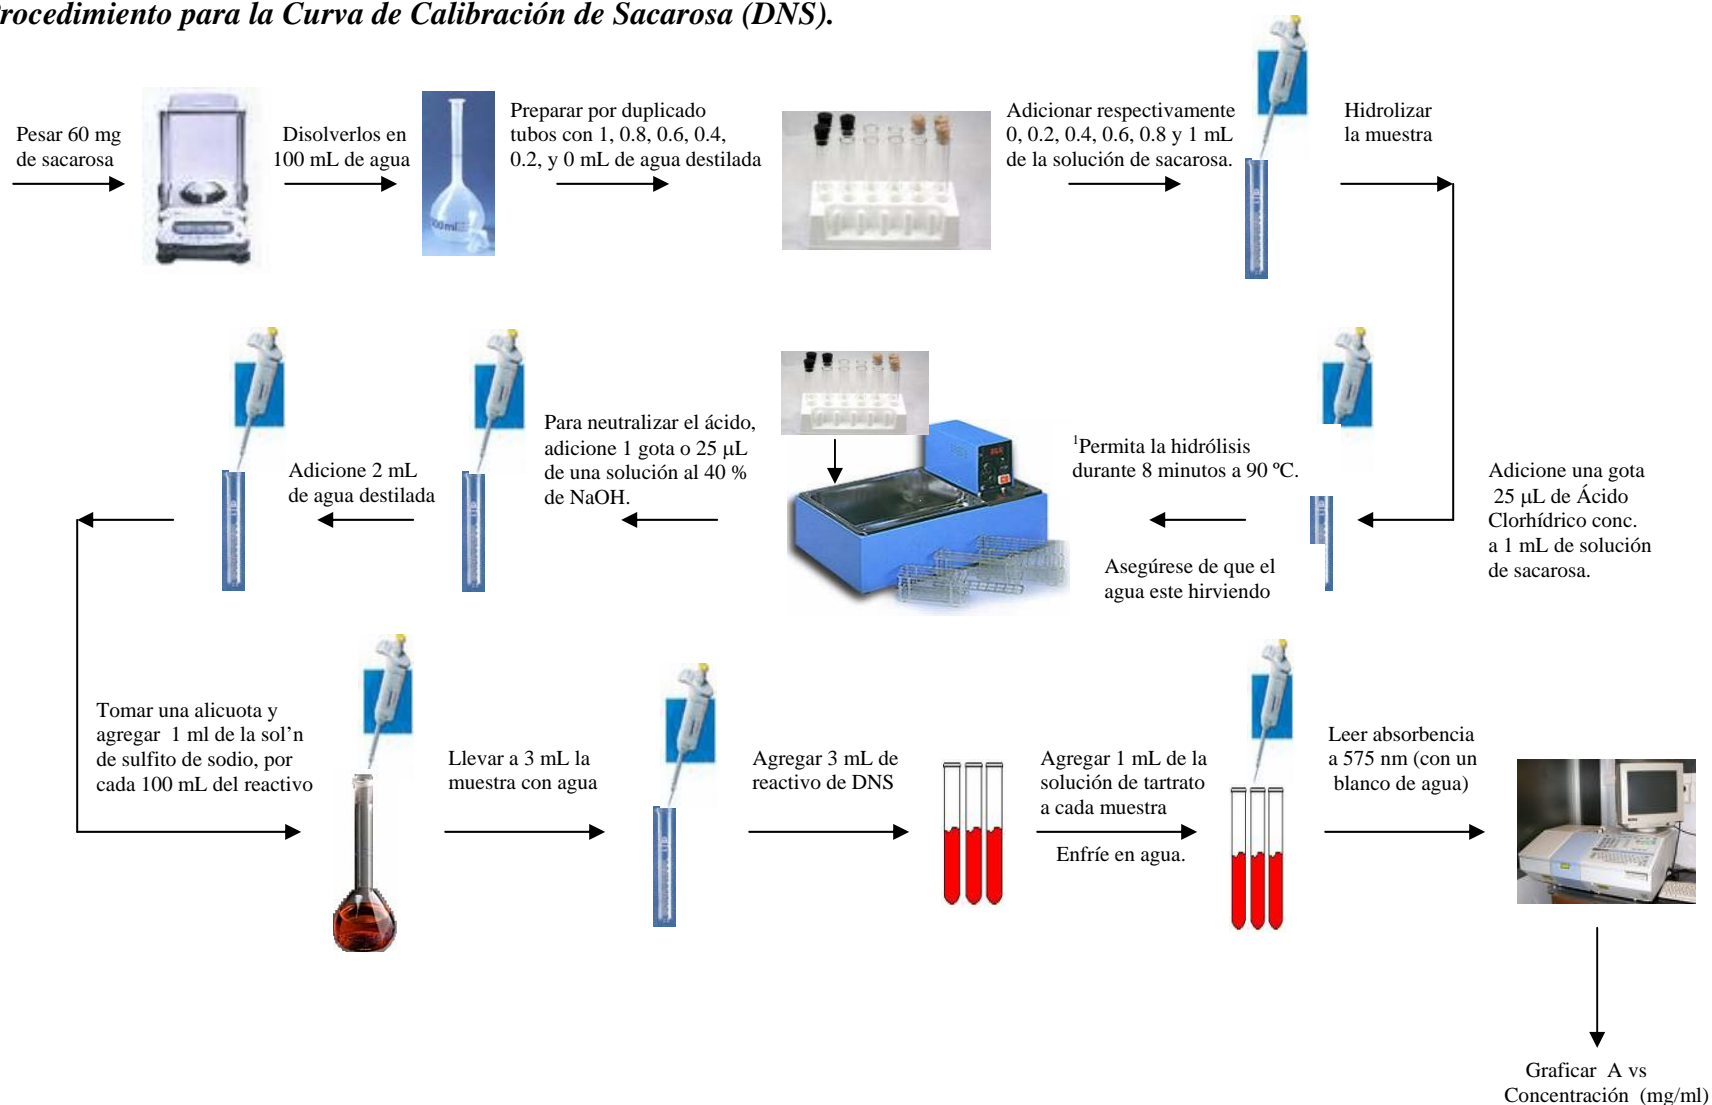 rocedimiento para la Curva de Calibración de Sacarosa (DNS).
Pesar 60 mg
de sacarosa
Disolverlos en
100 mL de agua
Preparar por duplicado
tubos con 1, 0.8, 0.6, 0.4,
0.2, y 0 mL de agua destilada
Adicionar respectivamente
0, 0.2, 0.4, 0.6, 0.8 y 1 mL
de la solución de sacarosa.
Hidrolizar
la muestra
Adicione una gota
25 µL de Ácido
Clorhídrico conc.
a 1 mL de solución
de sacarosa.
¹Permita la hidrólisis
durante 8 minutos a 90 ºC.
Asegúrese de que el
agua este hirviendo
Para neutralizar el ácido,
adicione 1 gota o 25 µL
de una solución al 40 %
de NaOH.
Adicione 2 mL
de agua destilada
Tomar una alicuota y
agregar 1 ml de la sol’n
de sulfito de sodio, por
cada 100 mL del reactivo
Llevar a 3 mL la
muestra con agua
Agregar 3 mL de
reactivo de DNS
Agregar 1 mL de la
solución de tartrato
a cada muestra
Enfríe en agua.
Leer absorbencia
a 575 nm (con un
blanco de agua)
Graficar A vs
Concentración (mg/ml)